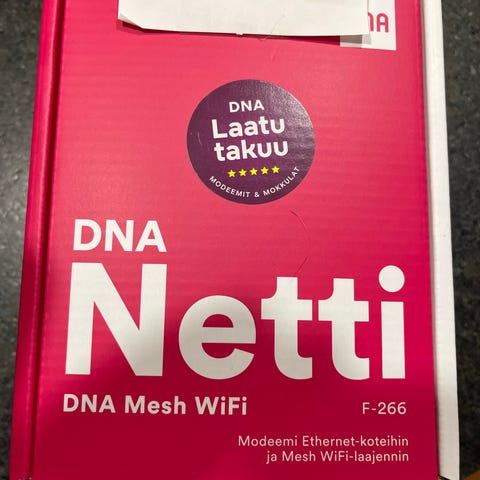 DNA
Laatu
takuu
MODEEMIT & MOKKULAT
DNA
Netti
DNA Mesh WiFi
F-266
Modeemi Ethernet-koteihin
ja Mesh WiFi-laajennin